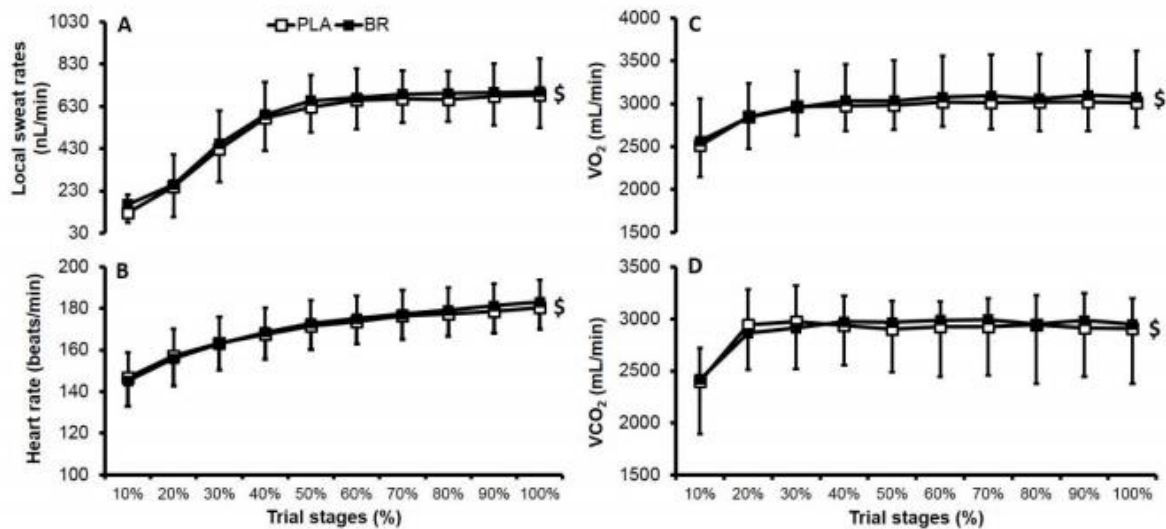 A
PLA BR
1030
830
630
430
230
30
Local sweat rates
(nL/min)
$
B
200
180
160
140
120
100
Heart rate (beats/min)
$
10% 20% 30% 40% 50% 60% 70% 80% 90% 100%
Trial stages (%)
C
4000
3500
3000
2500
2000
1500
VO₂ (mL/min)
$
D
3500
3000
2500
2000
1500
VCO₂ (mL/min)
$
10% 20% 30% 40% 50% 60% 70% 80% 90% 100%
Trial stages (%)